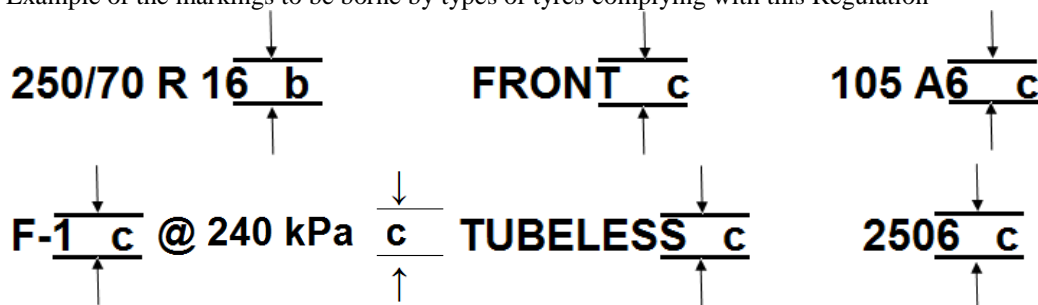 Example of the markings to be borne by types of tyres complying with this Regulation
250/70 R 16 b FRONT c 105 A6 c
F-1 c @ 240 kPa c TUBELESS c 2506 c